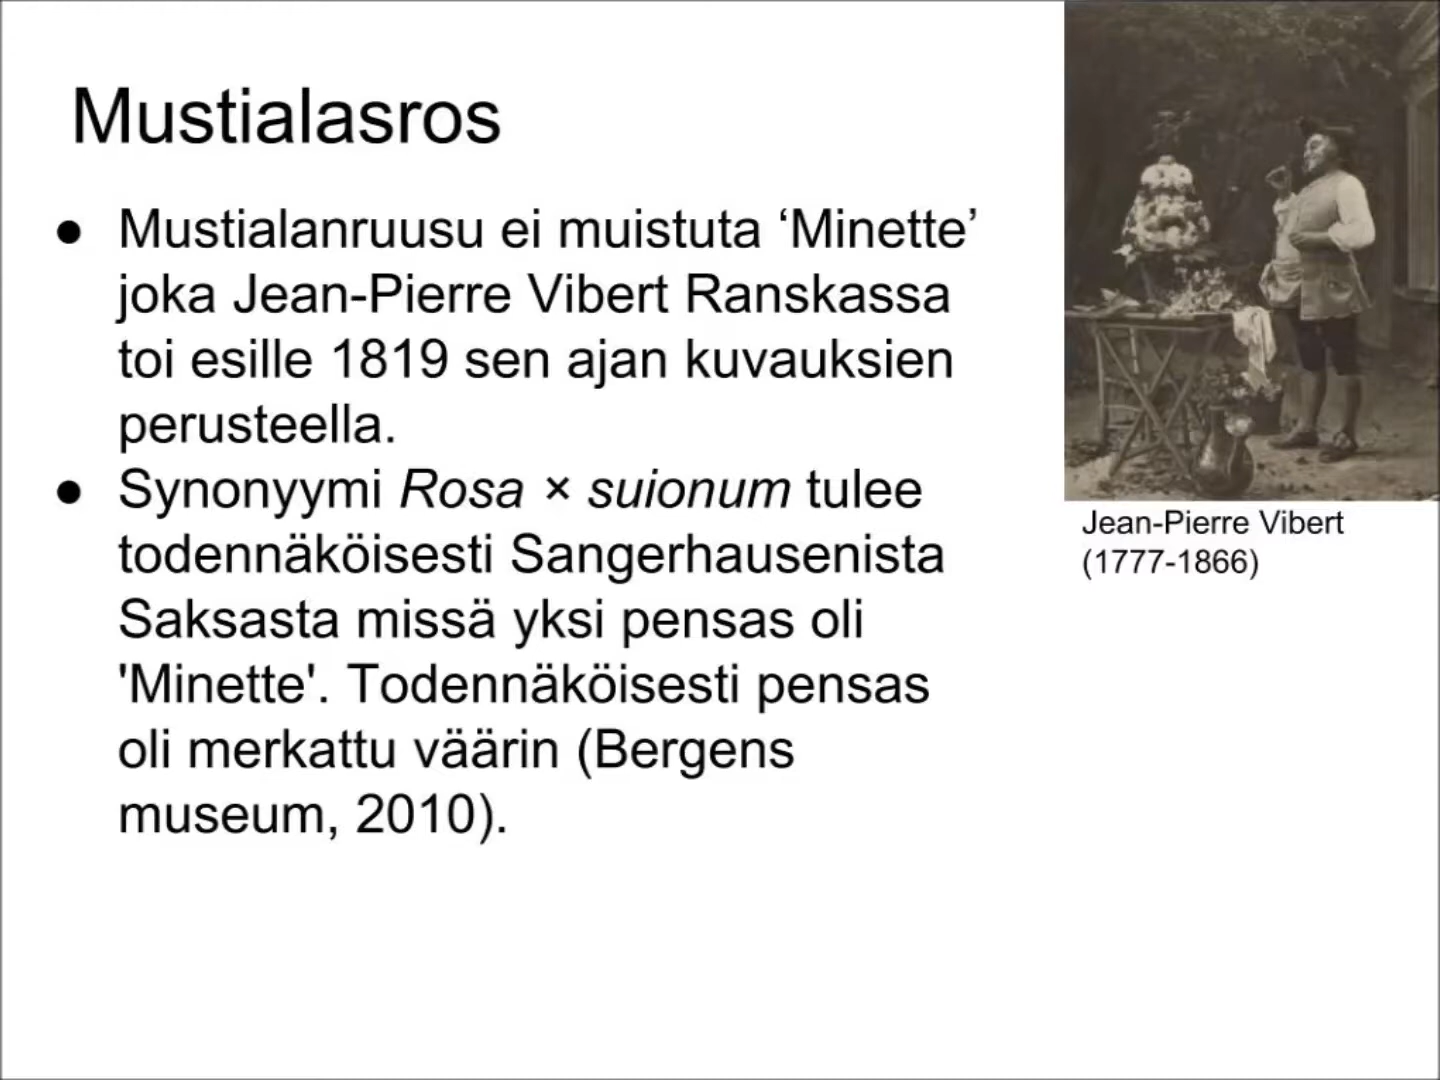 Mustialasros
● Mustialanruusu ei muistuta ‘Minette’
joka Jean-Pierre Vibert Ranskassa
toi esille 1819 sen ajan kuvauksien
perusteella.
● Synonyymi Rosa × suionum tulee
todennäköisesti Sangerhausenista
Saksasta missä yksi pensas oli
'Minette'. Todennäköisesti pensas
oli merkattu väärin (Bergens
museum, 2010).
Jean-Pierre Vibert
(1777-1866)